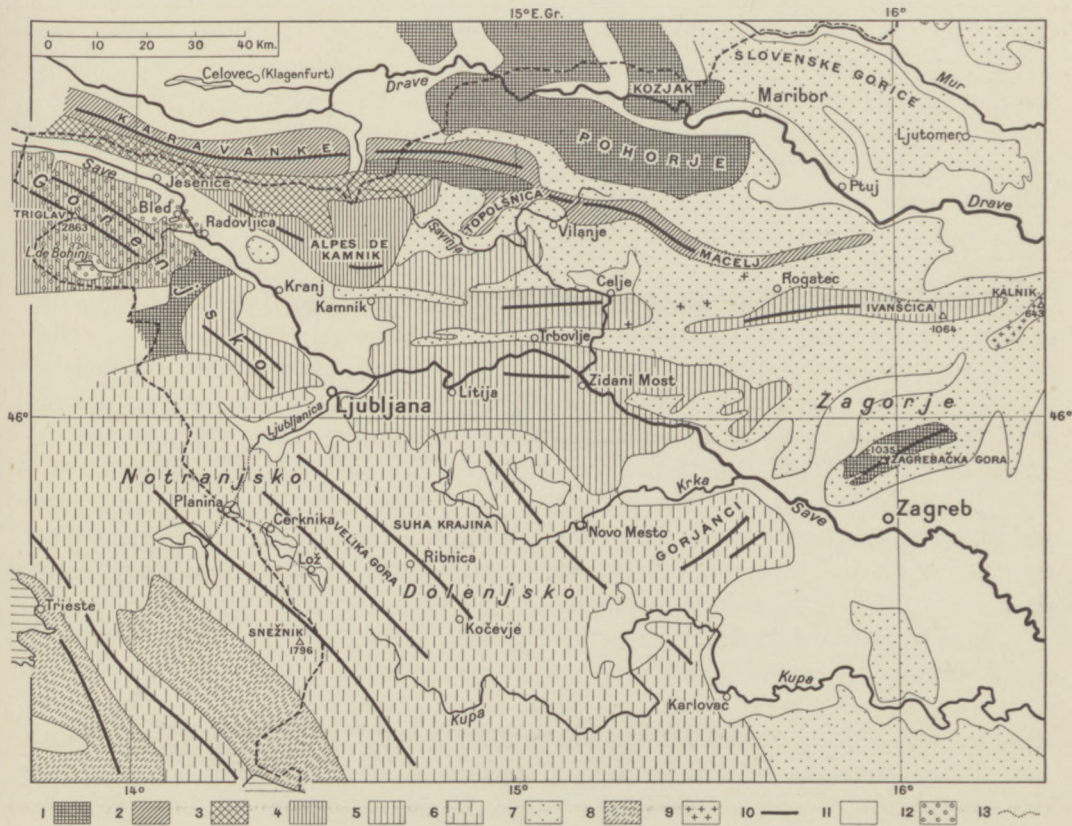 15° E. Gr.
16°
0 10 20 30 40 Km.
Celovec (Klagenfurt)
Drave
KOZJAK
SLOVENSKE GORICE
Mur
Maribor
Ljutomer
KARAVANKE
POHORJE
Save
Jesenice
Ptuj
Drave
Gorenjsko
Bled
TRIGLAV
2863
Radovljica
TOPOLŠNICA
Savinja
Vilanje
L. de Bohinj
ALPES DE
KAMNIK
MACELJ
Celje
Rogatec
KALNIK
643
Kranj
Kamnik
IVANŠČICA
1064
Trbovlje
Litija
Zidani Most
46°
Ljubljana
Ljubljanica
Zagorje
46°
1035
ZAGREBAČKA GORA
Notranjsko
Krka
Save
Planina
Zagreb
Cerknika
VELIKA GORA
SUHA KRAJINA
Novo Mesto
GORJANCI
Lož
Ribnica
Dolenjsko
Trieste
Kočevje
SNEŽNIK
1796
Kupa
Karlovac
Kupa
14°
15°
16°
1 2 3 4 5 6 7 8 9 10 11 12 13